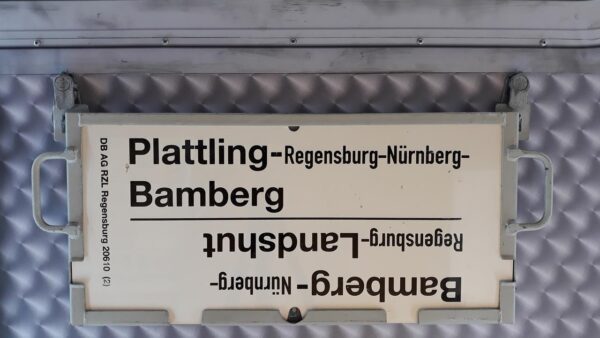 Plattling-Regensburg-Nürnberg-
Bamberg
Bamberg-Nürnberg-
Regensburg-Landshut
DB AG RZL Regensburg 20610 (2)